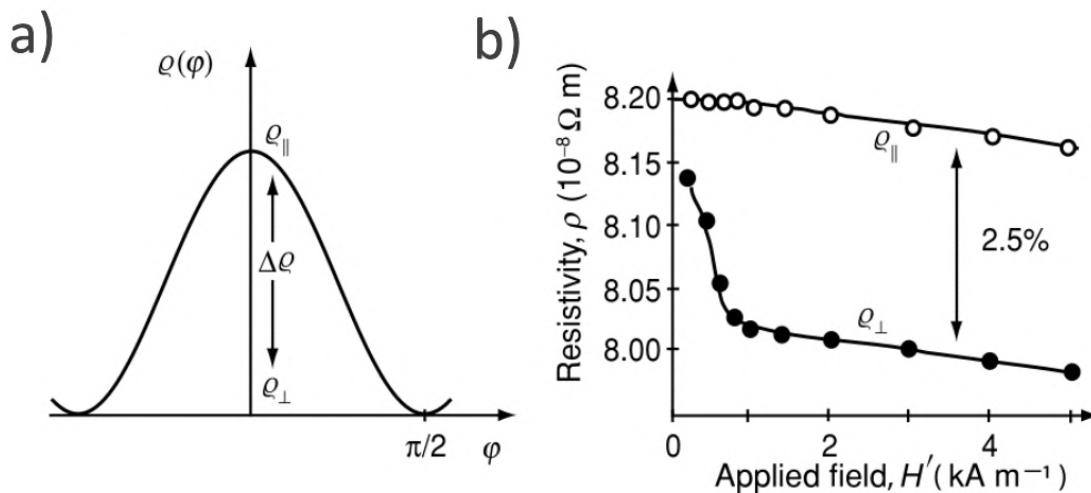 a)
ϱ(φ)
ϱ∥
Δϱ
ϱ⊥
π/2
φ
b)
Resistivity, ρ (10⁻⁸ Ω m)
8.20
8.15
8.10
8.05
8.00
ϱ∥
2.5%
ϱ⊥
0
2
4
Applied field, H′ (kA m⁻¹)